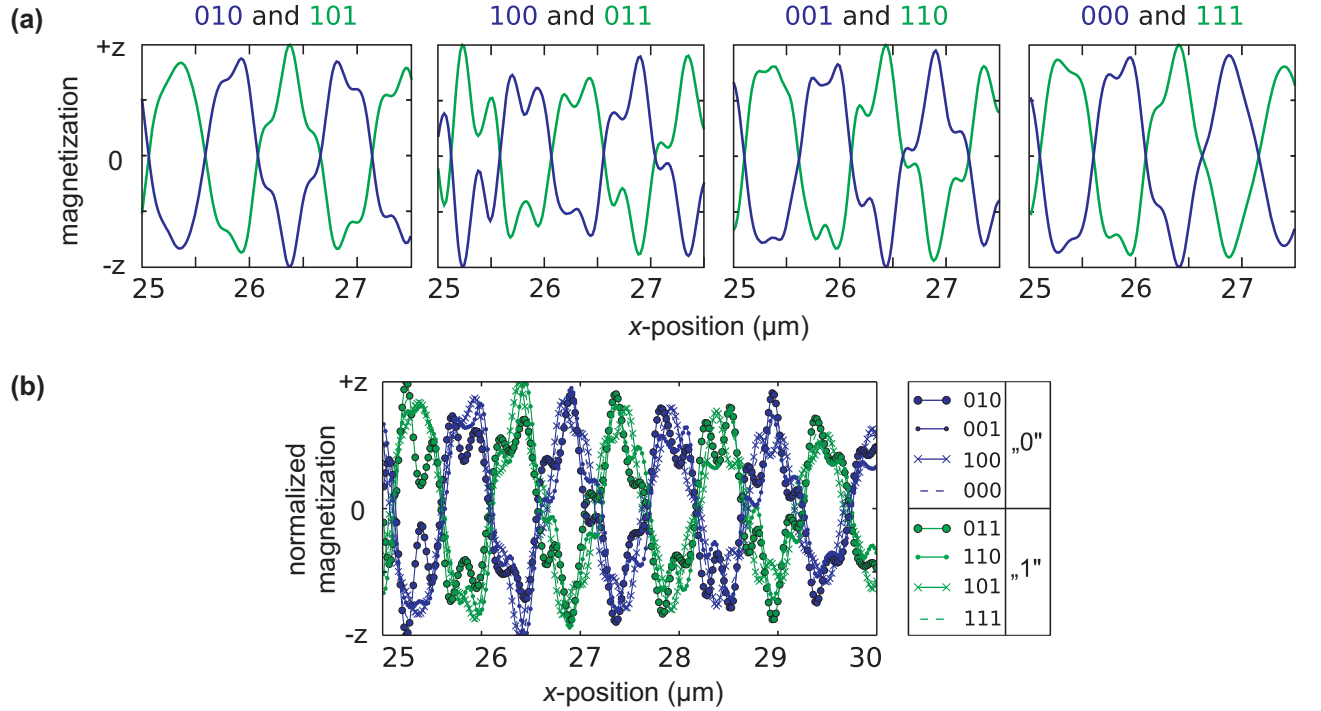 (a)
010 and 101
100 and 011
001 and 110
000 and 111
magnetization
+z
0
-z
25 26 27
25 26 27
25 26 27
25 26 27
x-position (µm)
(b)
normalized
magnetization
+z
0
-z
25 26 27 28 29 30
x-position (µm)
010
001
100
000
„0"
011
110
101
111
„1"